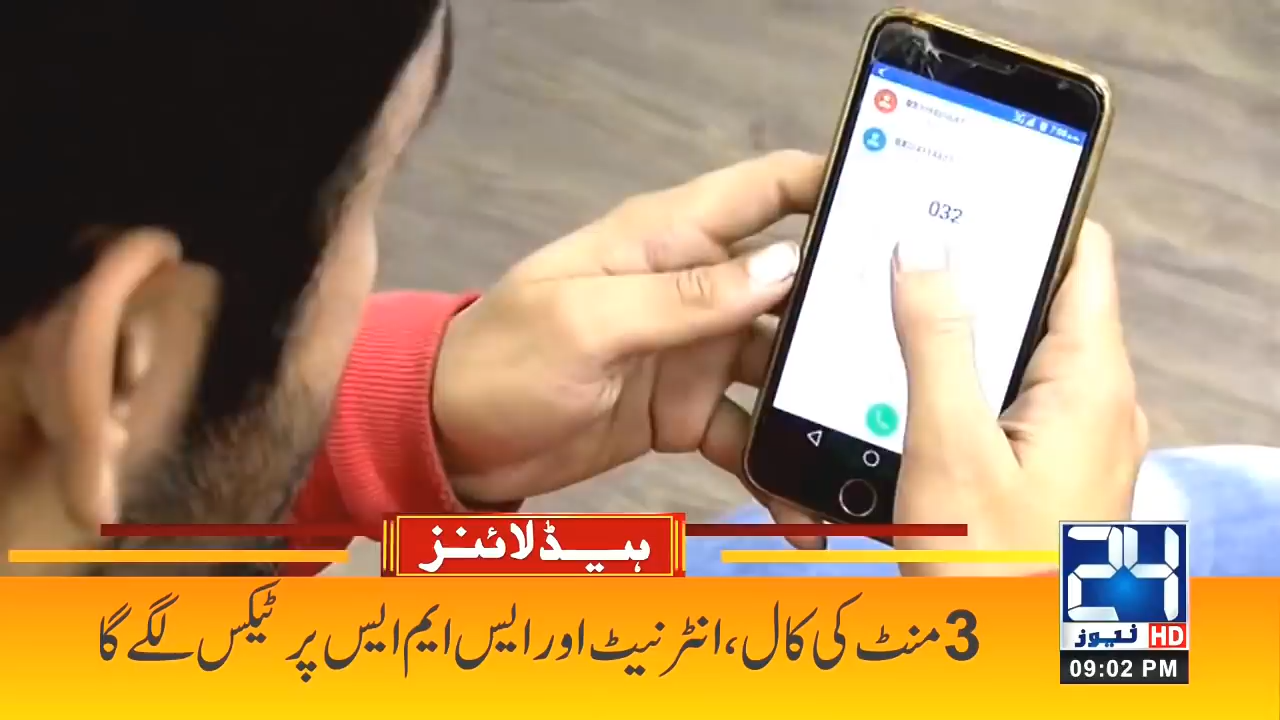 032
ہیڈلائنز
3 منٹ کی کال، انٹرنیٹ اور ایس ایم ایس پر ٹیکس لگے گا
24
نیوز HD
09:02 PM